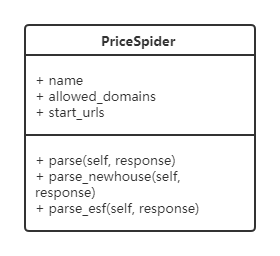 PriceSpider
+ name
+ allowed_domains
+ start_urls
+ parse(self, response)
+ parse_newhouse(self,
response)
+ parse_esf(self, response)